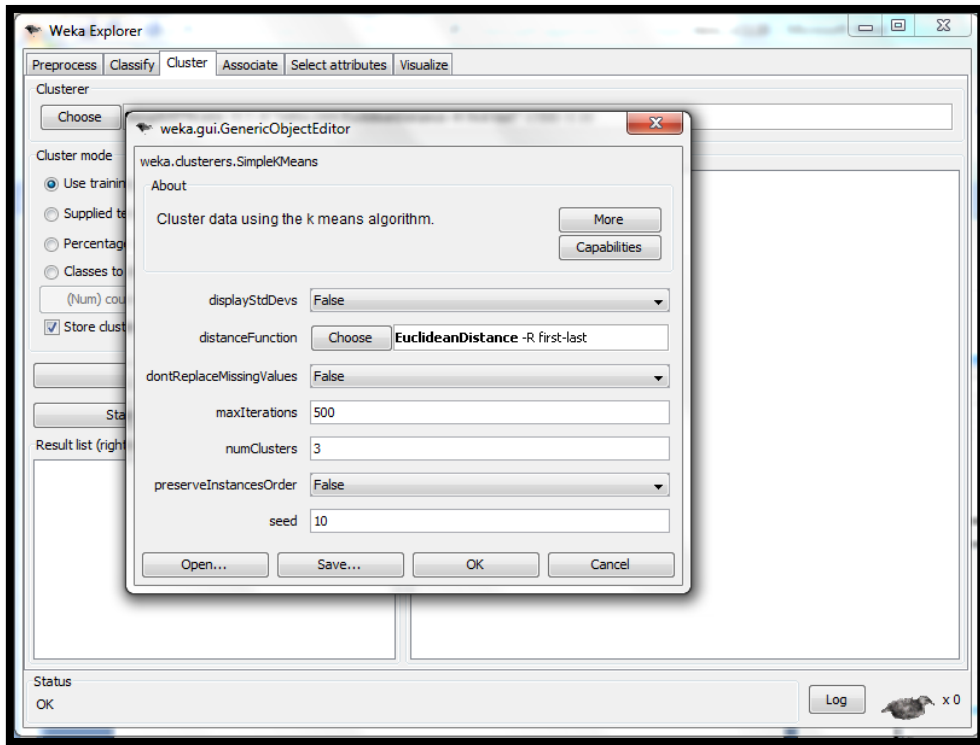 Weka Explorer
Preprocess Classify Cluster Associate Select attributes Visualize
Clusterer
Choose
Cluster mode
Use trainin
Supplied te
Percentag
Classes to
(Num) cou
Store clust
Sta
Result list (right
weka.gui.GenericObjectEditor
weka.clusterers.SimpleKMeans
About
Cluster data using the k means algorithm.
More
Capabilities
displayStdDevs False
distanceFunction Choose EuclideanDistance -R first-last
dontReplaceMissingValues False
maxIterations 500
numClusters 3
preserveInstancesOrder False
seed 10
Open... Save... OK Cancel
Status
OK
Log x 0